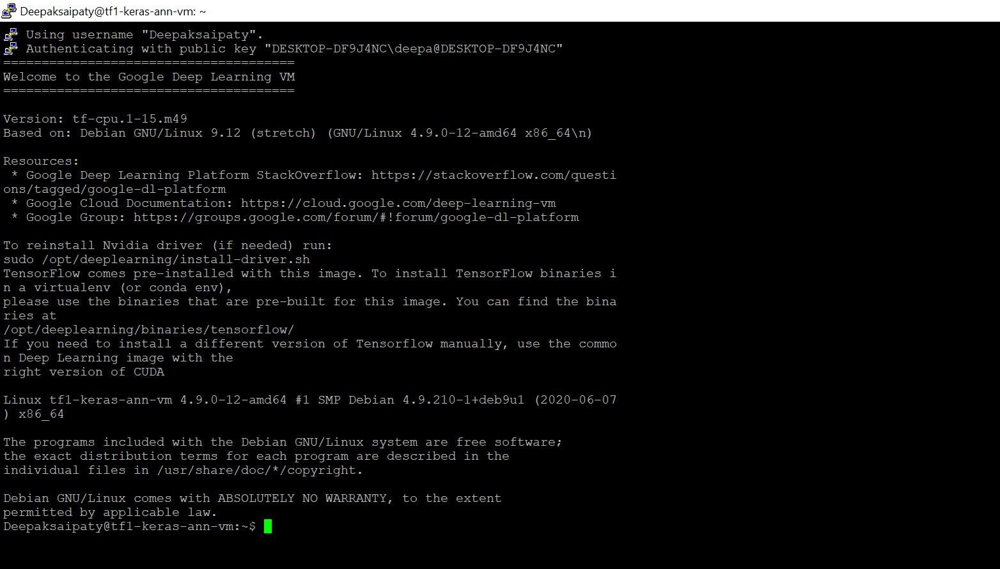 Deepaksaipaty@tf1-keras-ann-vm: ~
Using username "Deepaksaipaty".
Authenticating with public key "DESKTOP-DF9J4NC\deepa@DESKTOP-DF9J4NC"
======================================
Welcome to the Google Deep Learning VM
======================================
Version: tf-cpu.1-15.m49
Based on: Debian GNU/Linux 9.12 (stretch) (GNU/Linux 4.9.0-12-amd64 x86_64\n)
Resources:
 * Google Deep Learning Platform StackOverflow: https://stackoverflow.com/questi
ons/tagged/google-dl-platform
 * Google Cloud Documentation: https://cloud.google.com/deep-learning-vm
 * Google Group: https://groups.google.com/forum/#!forum/google-dl-platform
To reinstall Nvidia driver (if needed) run:
sudo /opt/deeplearning/install-driver.sh
TensorFlow comes pre-installed with this image. To install TensorFlow binaries i
n a virtualenv (or conda env),
please use the binaries that are pre-built for this image. You can find the bina
ries at
/opt/deeplearning/binaries/tensorflow/
If you need to install a different version of Tensorflow manually, use the commo
n Deep Learning image with the
right version of CUDA
Linux tf1-keras-ann-vm 4.9.0-12-amd64 #1 SMP Debian 4.9.210-1+deb9u1 (2020-06-07
) x86_64
The programs included with the Debian GNU/Linux system are free software;
the exact distribution terms for each program are described in the
individual files in /usr/share/doc/*/copyright.
Debian GNU/Linux comes with ABSOLUTELY NO WARRANTY, to the extent
permitted by applicable law.
Deepaksaipaty@tf1-keras-ann-vm:~$